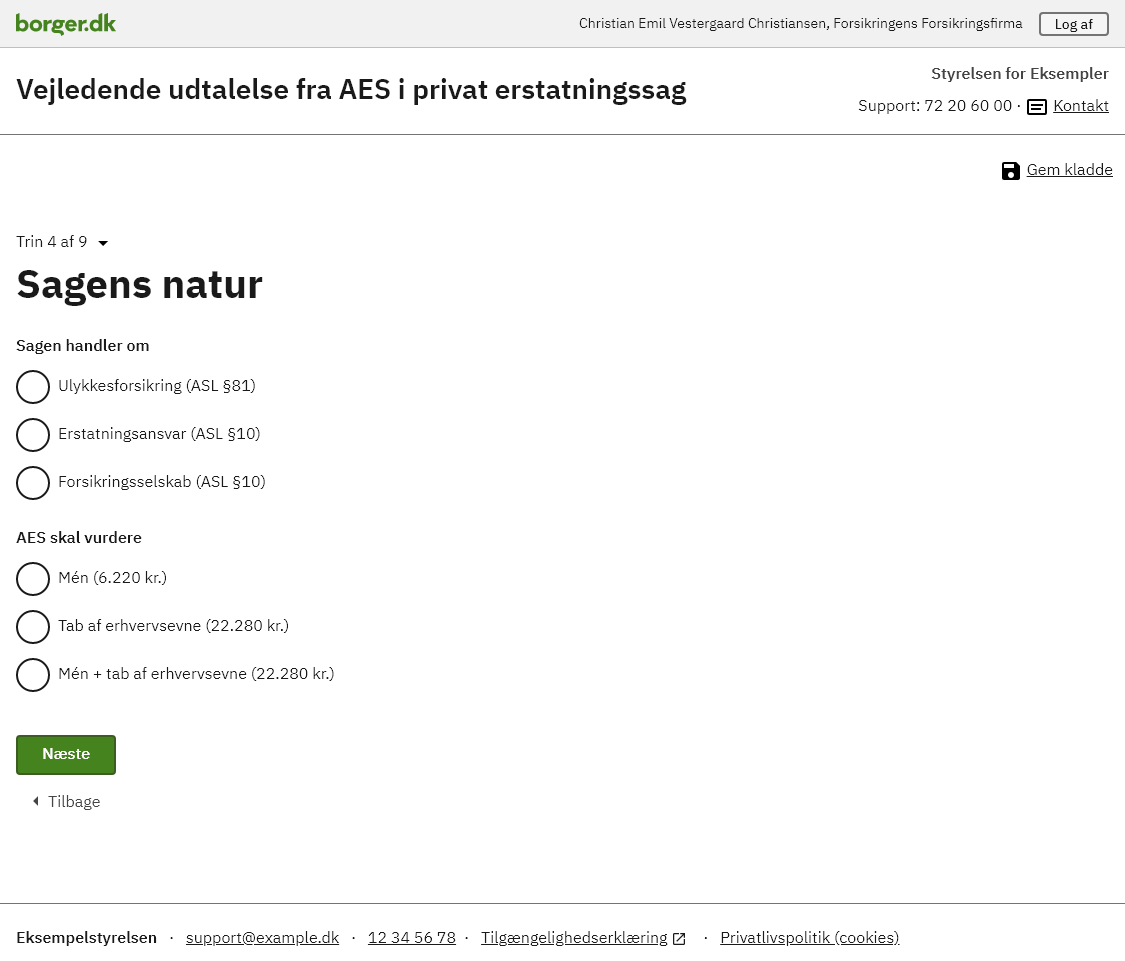 borger.dk
Christian Emil Vestergaard Christiansen, Forsikringens Forsikringsfirma
Log af
Vejledende udtalelse fra AES i privat erstatningssag
Styrelsen for Eksempler
Support: 72 20 60 00 · Kontakt
Gem kladde
Trin 4 af 9
Sagens natur
Sagen handler om
Ulykkesforsikring (ASL §81)
Erstatningsansvar (ASL §10)
Forsikringsselskab (ASL §10)
AES skal vurdere
Mén (6.220 kr.)
Tab af erhvervsevne (22.280 kr.)
Mén + tab af erhvervsevne (22.280 kr.)
Næste
Tilbage
Eksempelstyrelsen · support@example.dk · 12 34 56 78 · Tilgængelighedserklæring · Privatlivspolitik (cookies)